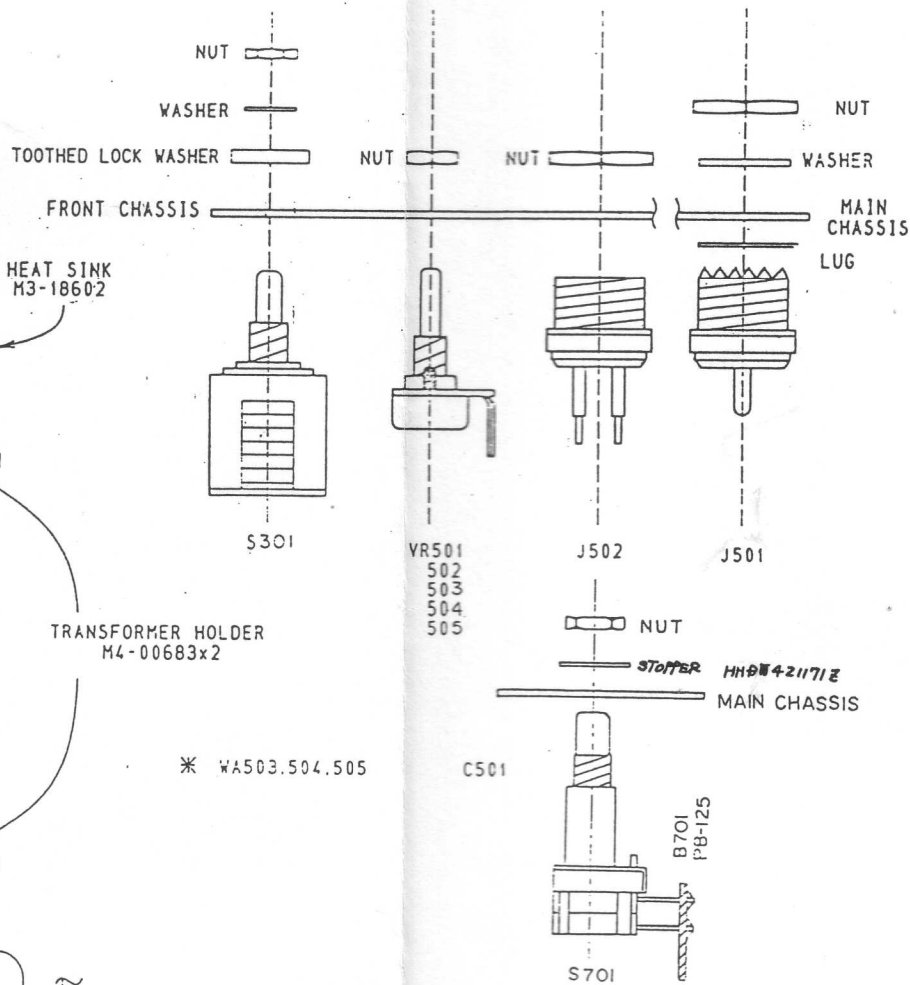 NUT
WASHER
TOOTHED LOCK WASHER
NUT
NUT
NUT
WASHER
FRONT CHASSIS
MAIN
CHASSIS
LUG
HEAT SINK
M3-18602
S301
VR501
502
503
504
505
J502
J501
TRANSFORMER HOLDER
M4-00683x2
NUT
STOPPER
MAIN CHASSIS
※ WA503.504.505
C501
B701
PB-125
S701